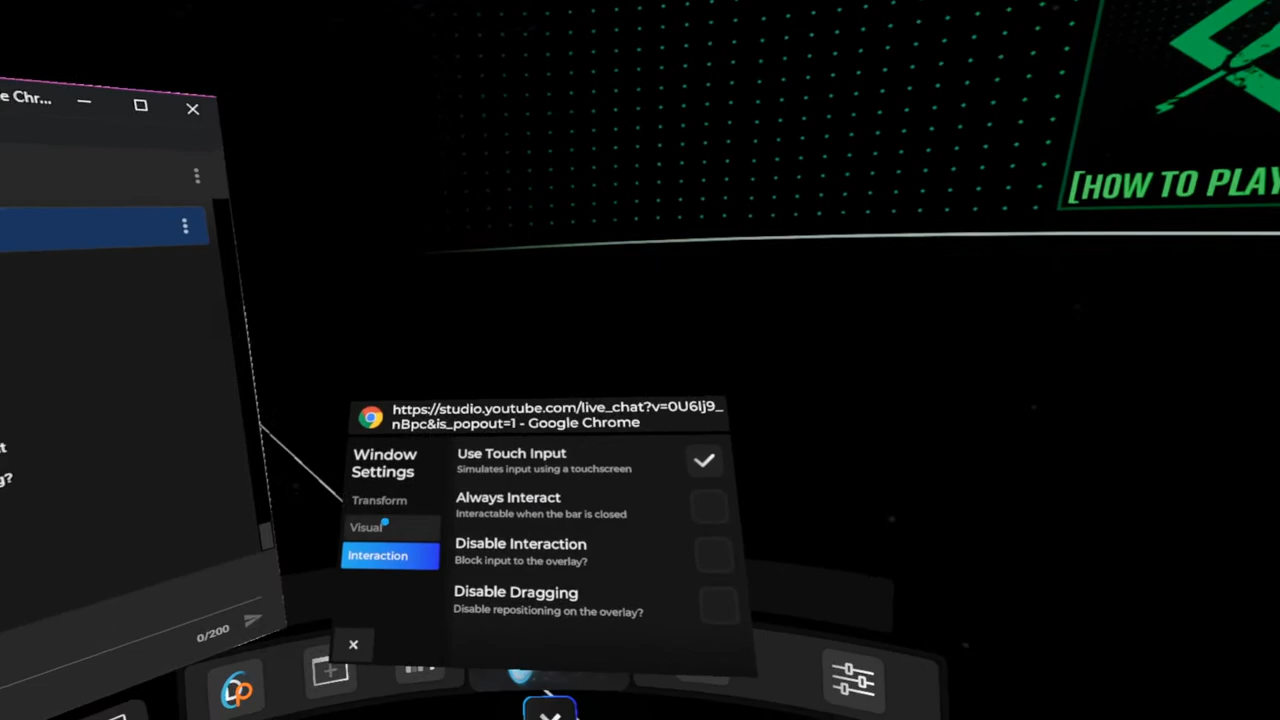 e Chr...
[HOW TO PLAY
https://studio.youtube.com/live_chat?v=0U6lj9_
nBpc&is_popout=1 - Google Chrome
Window
Settings
Transform
Visual
Interaction
Use Touch Input
Simulates input using a touchscreen
Always Interact
Interactable when the bar is closed
Disable Interaction
Block input to the overlay?
Disable Dragging
Disable repositioning on the overlay?
t
g?
0/200